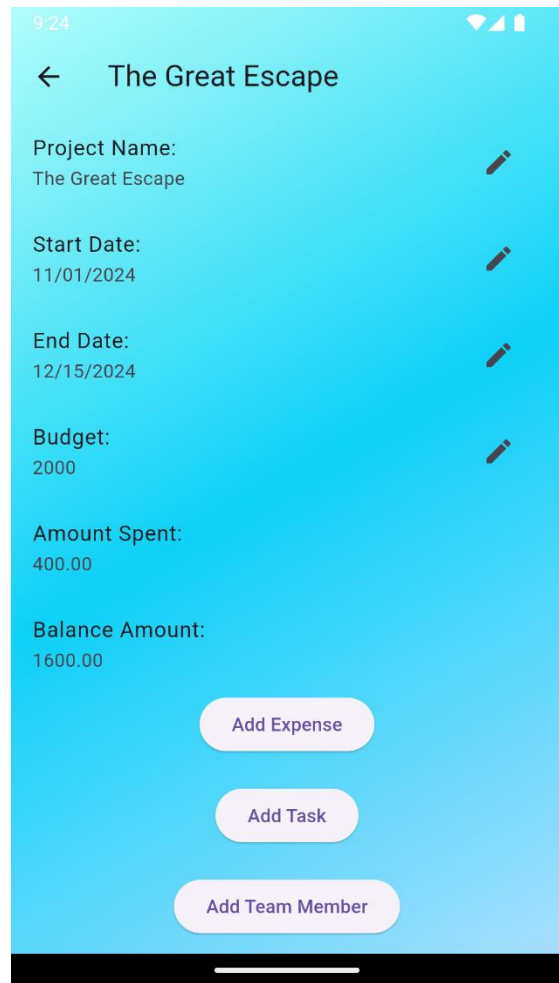 9:24
The Great Escape
Project Name:
The Great Escape
Start Date:
11/01/2024
End Date:
12/15/2024
Budget:
2000
Amount Spent:
400.00
Balance Amount:
1600.00
Add Expense
Add Task
Add Team Member